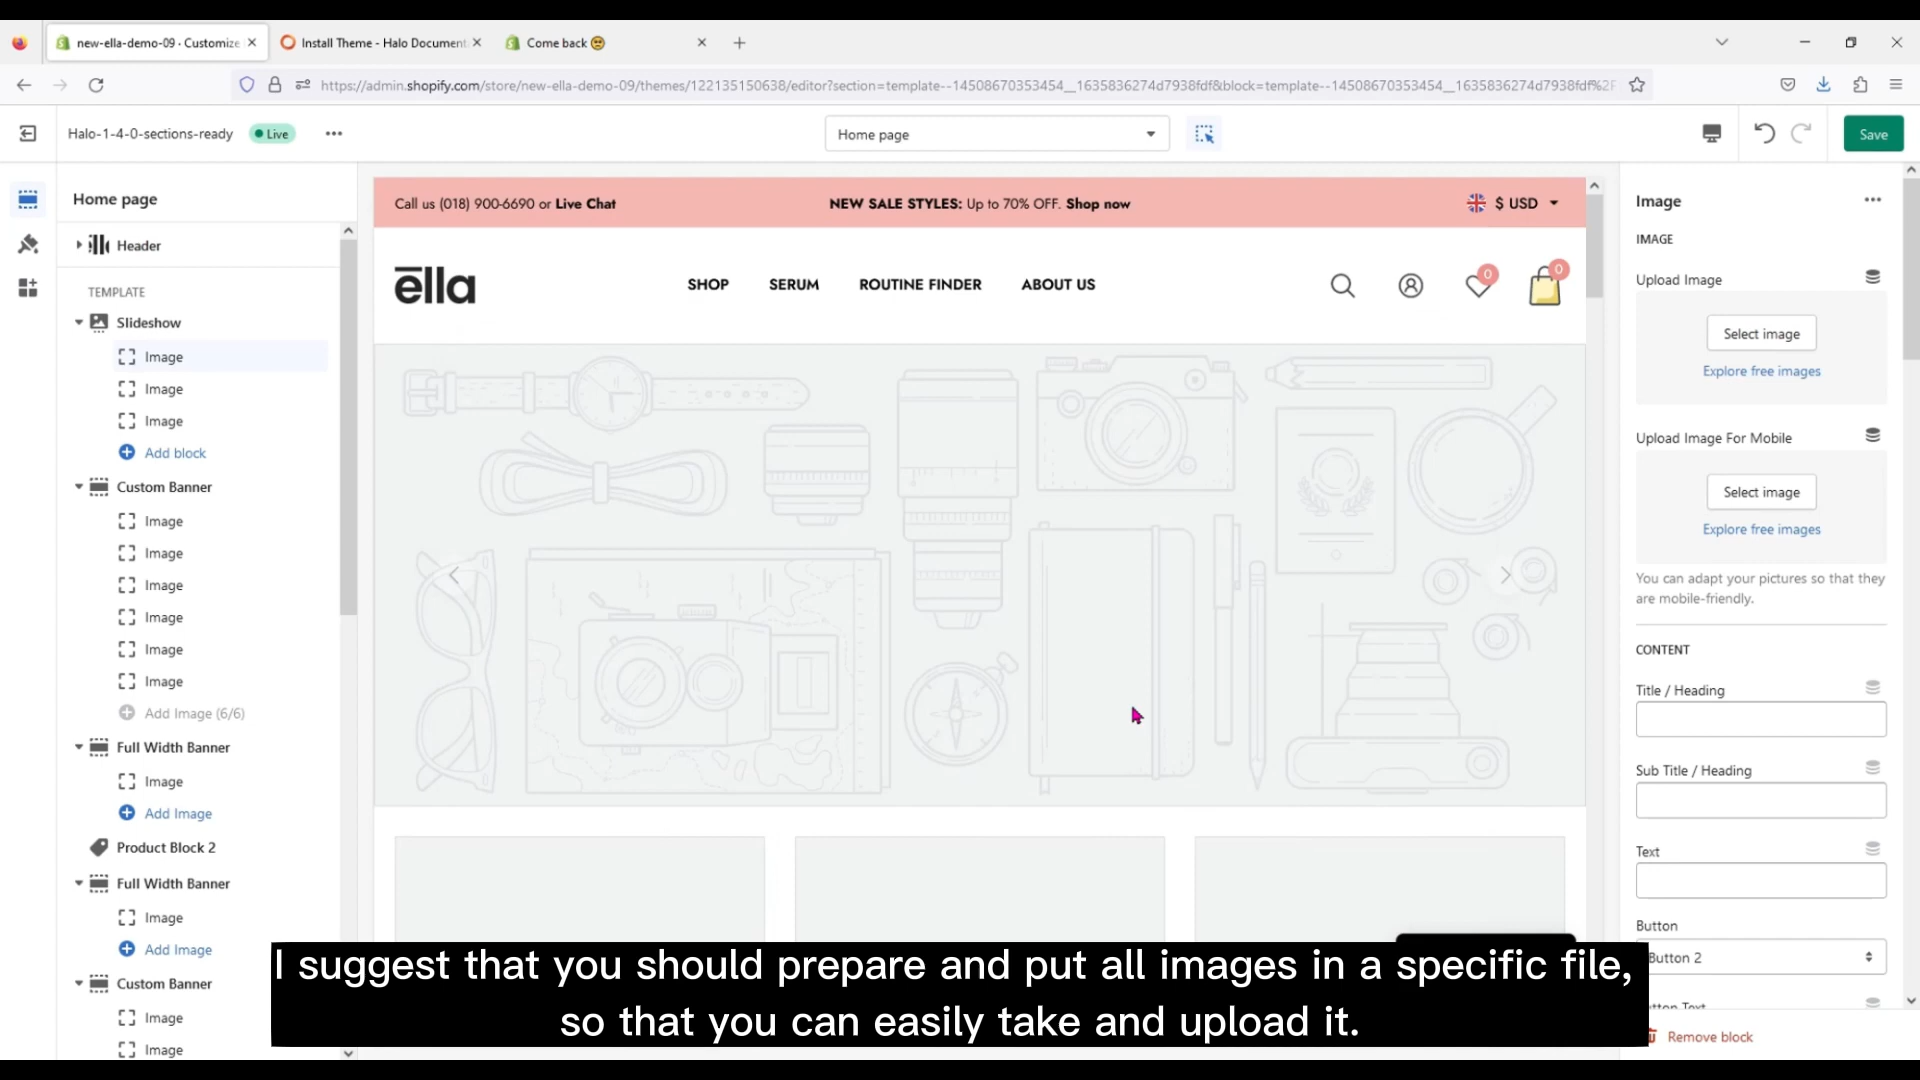 new-ella-demo-09 · Customize
Install Theme - Halo Document
Come back
https://admin.shopify.com/store/new-ella-demo-09/themes/122135150638/editor?section=template--14508670353454__1635836274d7938fdf&block=template--14508670353454__1635836274d7938fdf%2F
Halo-1-4-0-sections-ready
Live
Home page
Save
Home page
Header
TEMPLATE
Slideshow
Image
Image
Image
Add block
Custom Banner
Image
Image
Image
Image
Image
Image
Add Image (6/6)
Full Width Banner
Image
Add Image
Product Block 2
Full Width Banner
Image
Add Image
Custom Banner
Image
Image
Call us (018) 900-6690 or Live Chat
NEW SALE STYLES: Up to 70% OFF. Shop now
$ USD
ella
SHOP
SERUM
ROUTINE FINDER
ABOUT US
0
0
Image
IMAGE
Upload Image
Select image
Explore free images
Upload Image For Mobile
Select image
Explore free images
You can adapt your pictures so that they
are mobile-friendly.
CONTENT
Title / Heading
Sub Title / Heading
Text
Button
Button 2
Remove block
I suggest that you should prepare and put all images in a specific file,
so that you can easily take and upload it.